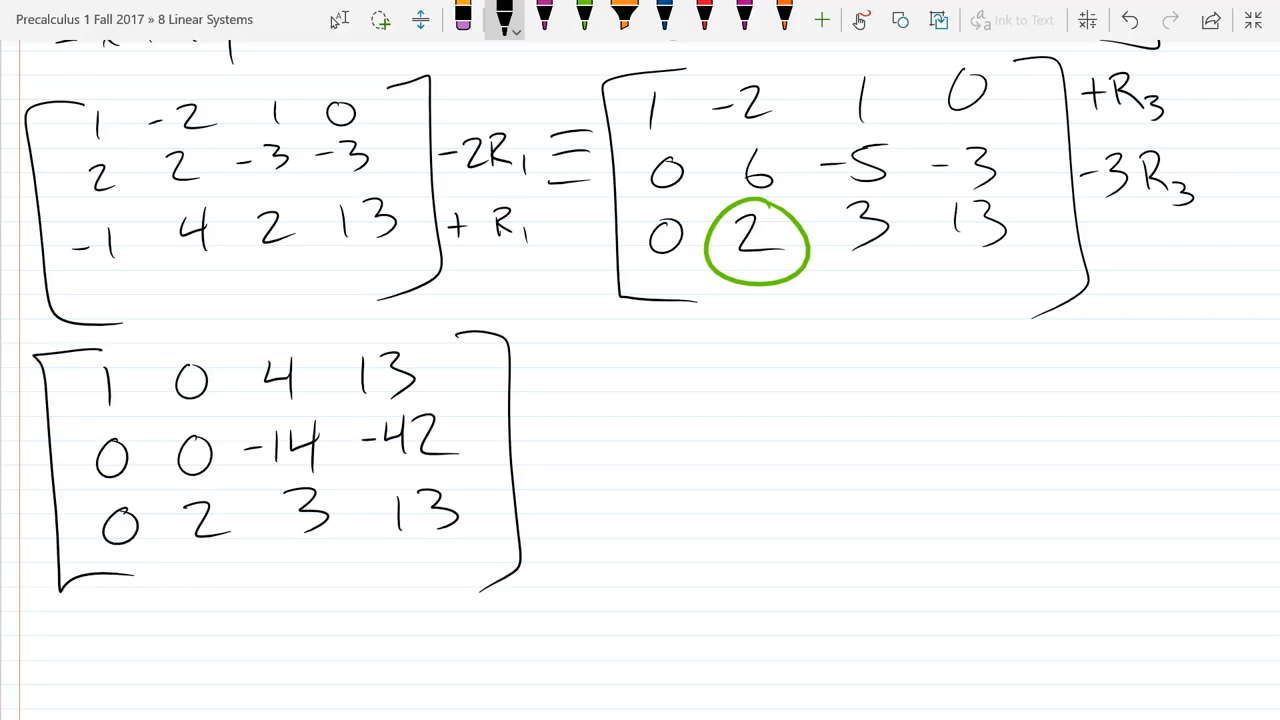 Precalculus 1 Fall 2017 » 8 Linear Systems
Ink to Text
1 -2 1 0
2 2 -3 -3 -2R1
-1 4 2 13 + R1
≡
1 -2 1 0 +R3
0 6 -5 -3 -3R3
0 2 3 13
1 0 4 13
0 0 -14 -42
0 2 3 13